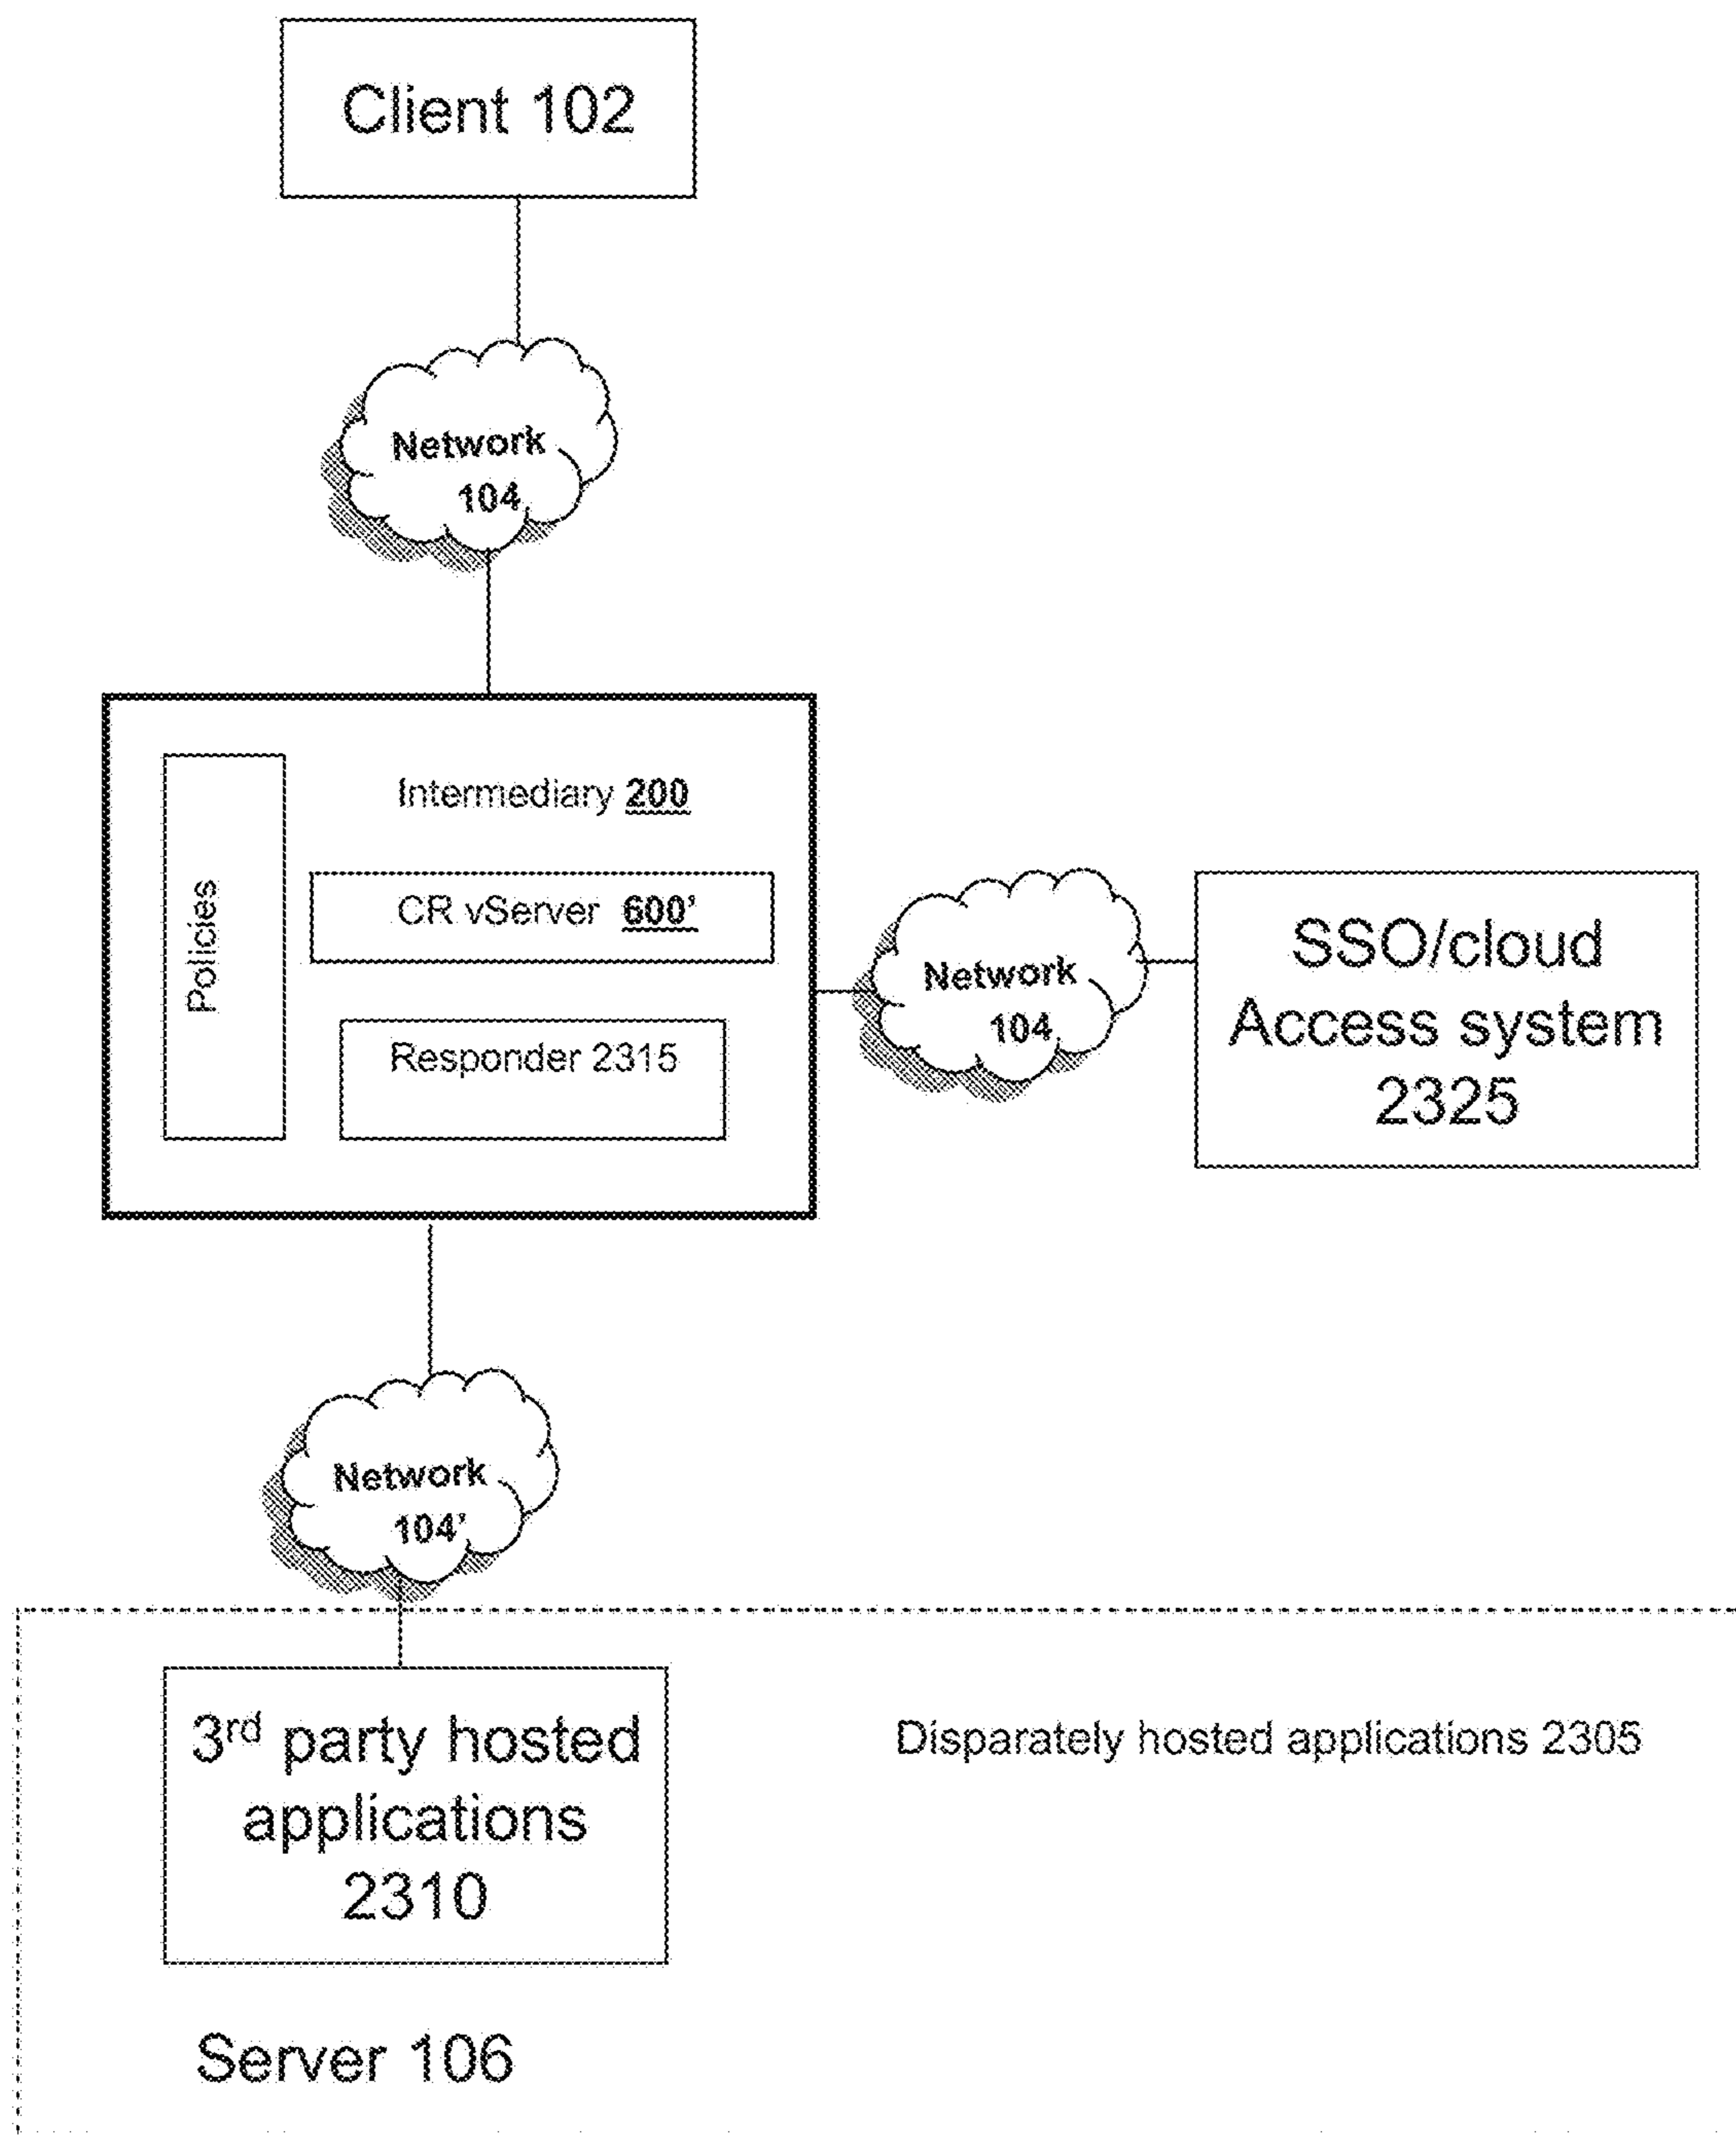 Client 102
Network
104
Intermediary 200
Policies
CR vServer 600’
Responder 2315
Network
104
SSO/cloud
Access system
2325
Network
104’
3rd party hosted
applications
2310
Disparately hosted applications 2305
Server 106